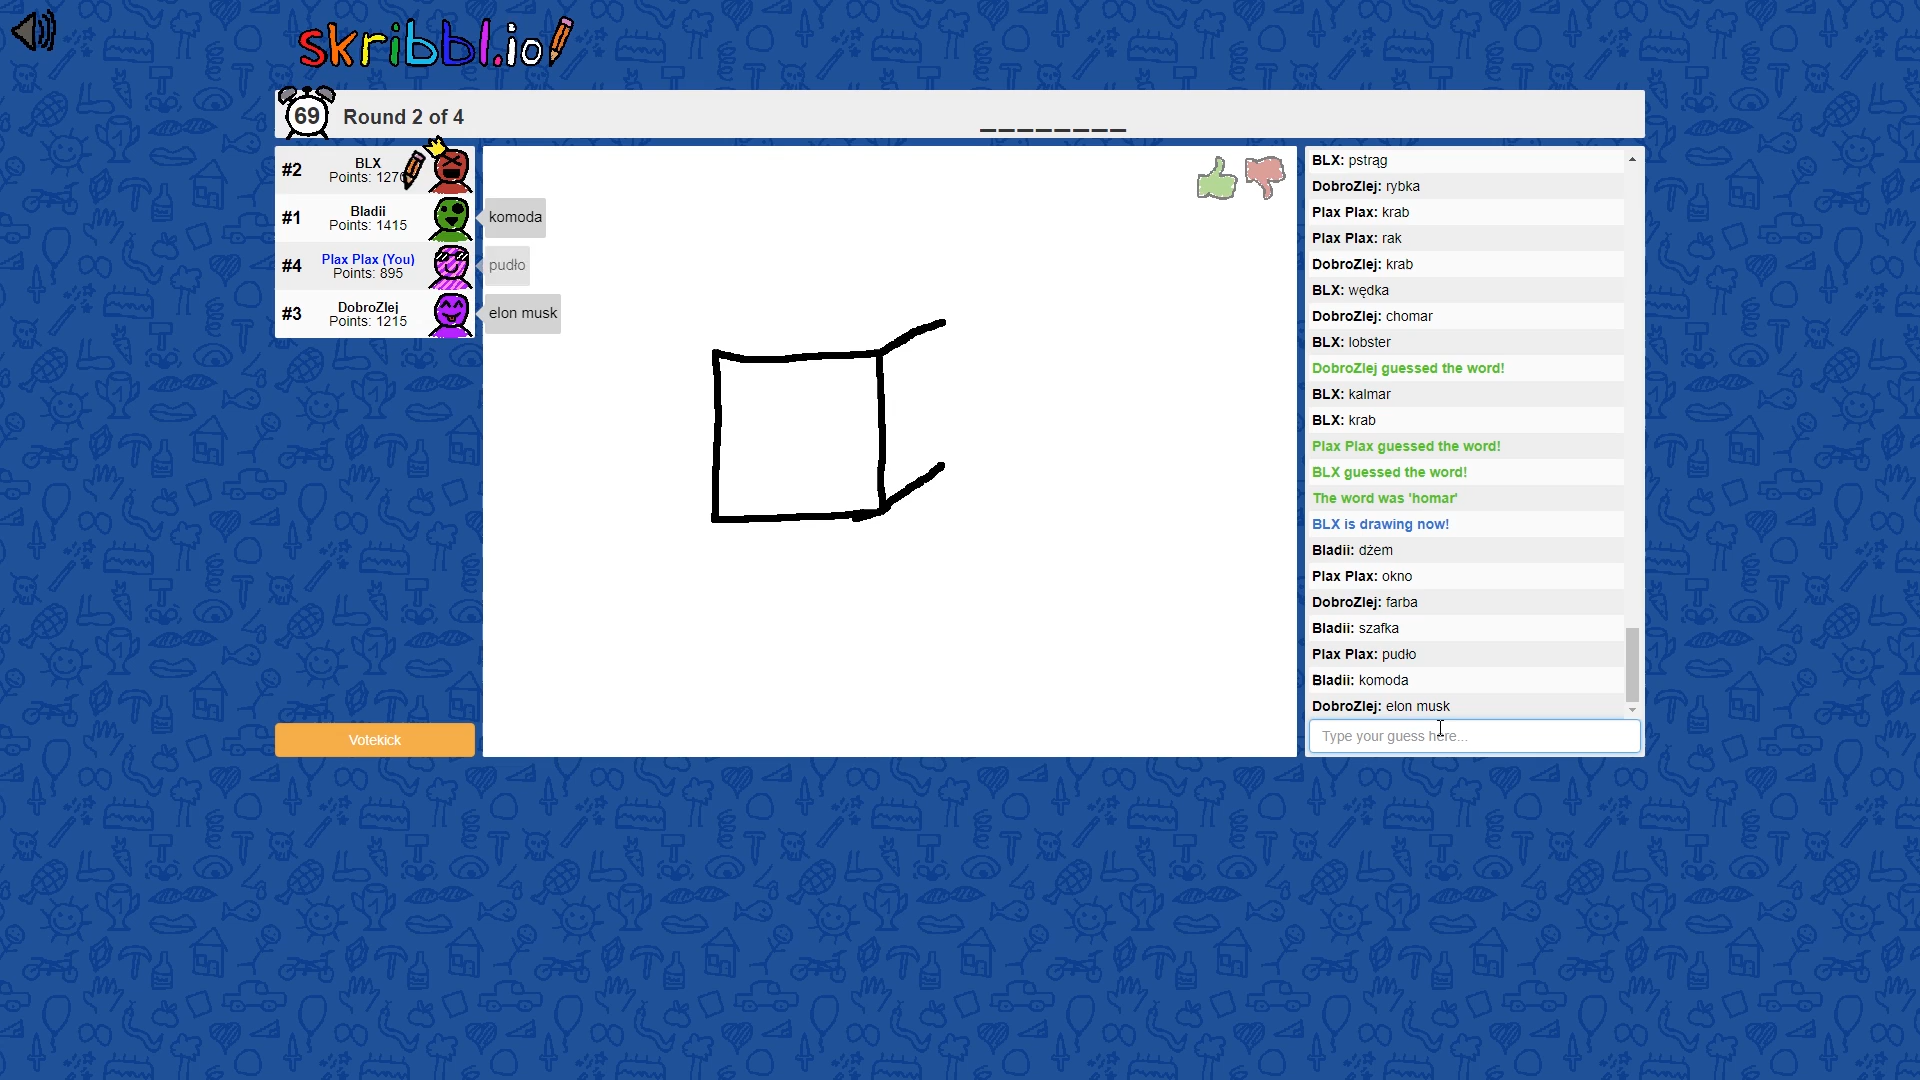 skribbl.io
69 Round 2 of 4
________
#2 BLX
Points: 1276
#1 Bladii
Points: 1415
komoda
#4 Plax Plax (You)
Points: 895
pudło
#3 DobroZlej
Points: 1215
elon musk
Votekick
BLX: pstrąg
DobroZlej: rybka
Plax Plax: krab
Plax Plax: rak
DobroZlej: krab
BLX: wędka
DobroZlej: chomar
BLX: lobster
DobroZlej guessed the word!
BLX: kalmar
BLX: krab
Plax Plax guessed the word!
BLX guessed the word!
The word was 'homar'
BLX is drawing now!
Bladii: dżem
Plax Plax: okno
DobroZlej: farba
Bladii: szafka
Plax Plax: pudło
Bladii: komoda
DobroZlej: elon musk
Type your guess here...